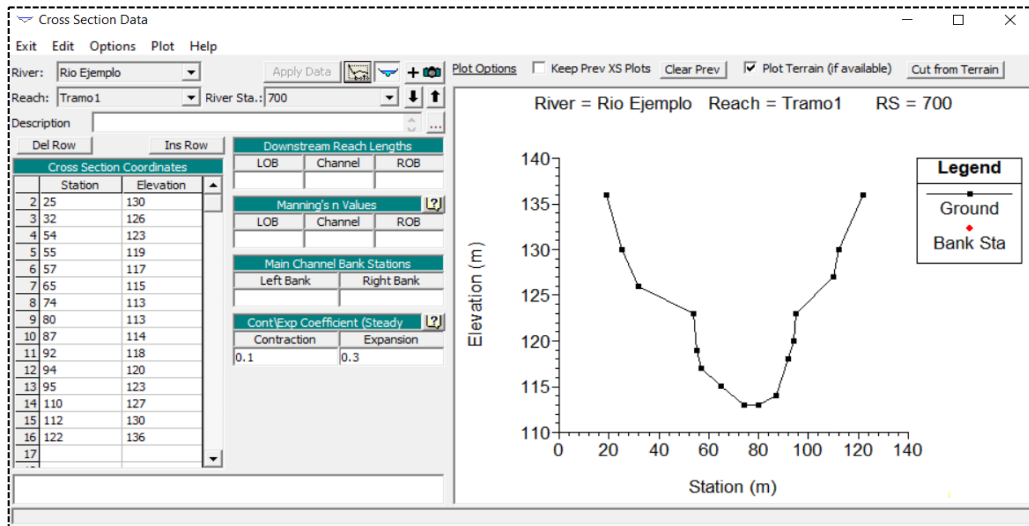 Cross Section Data
Exit Edit Options Plot Help
River: Rio Ejemplo Apply Data
Reach: Tramo1 River Sta.: 700
Description ...
Del Row Ins Row
Cross Section Coordinates
Station Elevation
2 25 130
3 32 126
4 54 123
5 55 119
6 57 117
7 65 115
8 74 113
9 80 113
10 87 114
11 92 118
12 94 120
13 95 123
14 110 127
15 112 130
16 122 136
17
Downstream Reach Lengths
LOB Channel ROB
Manning's n Values
LOB Channel ROB
Main Channel Bank Stations
Left Bank Right Bank
Cont\Exp Coefficient (Steady
Contraction Expansion
0.1 0.3
Plot Options Keep Prev XS Plots Clear Prev Plot Terrain (if available) Cut from Terrain
River = Rio Ejemplo Reach = Tramo1 RS = 700
140
135
130
125
120
115
110
Elevation (m)
0 20 40 60 80 100 120 140
Station (m)
Legend
Ground
Bank Sta